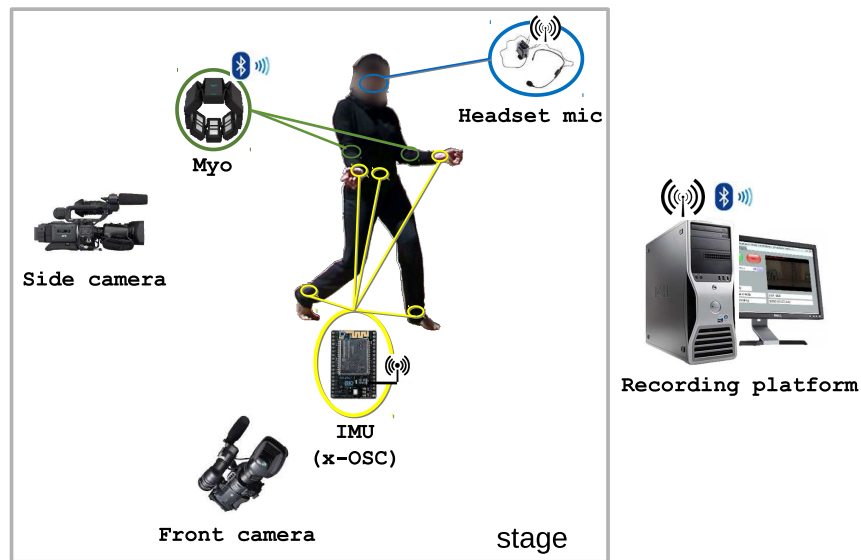 Headset mic
Myo
Side camera
Recording platform
IMU
(x-OSC)
Front camera
stage